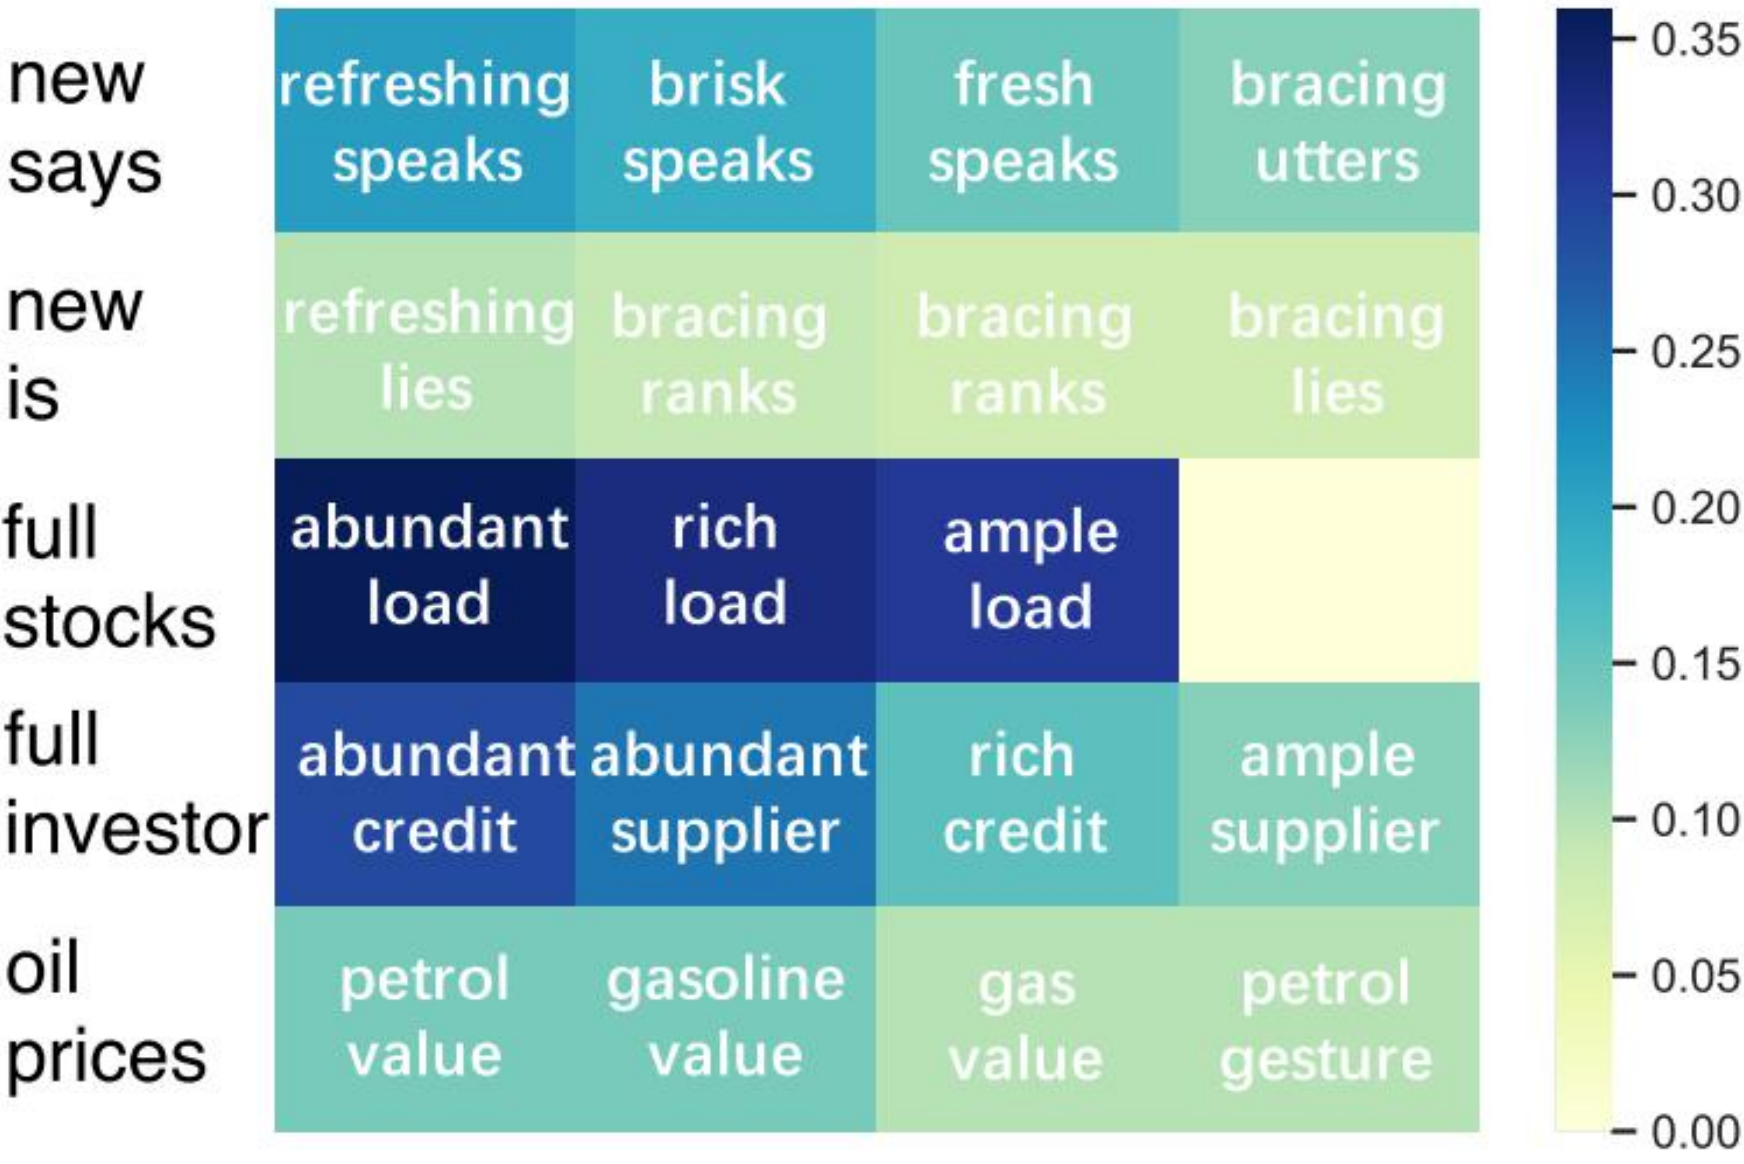 new
says
refreshing
speaks
brisk
speaks
fresh
speaks
bracing
utters
new
is
refreshing
lies
bracing
ranks
bracing
ranks
bracing
lies
full
stocks
abundant
load
rich
load
ample
load
full
investor
abundant
credit
abundant
supplier
rich
credit
ample
supplier
oil
prices
petrol
value
gasoline
value
gas
value
petrol
gesture
0.35
0.30
0.25
0.20
0.15
0.10
0.05
0.00